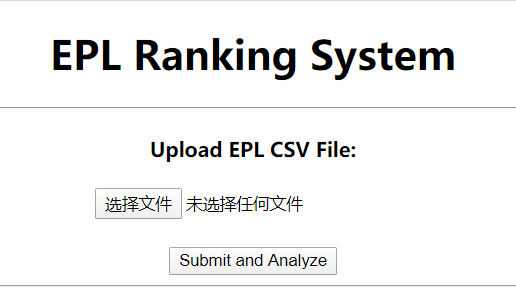 EPL Ranking System
Upload EPL CSV File:
选择文件 未选择任何文件
Submit and Analyze